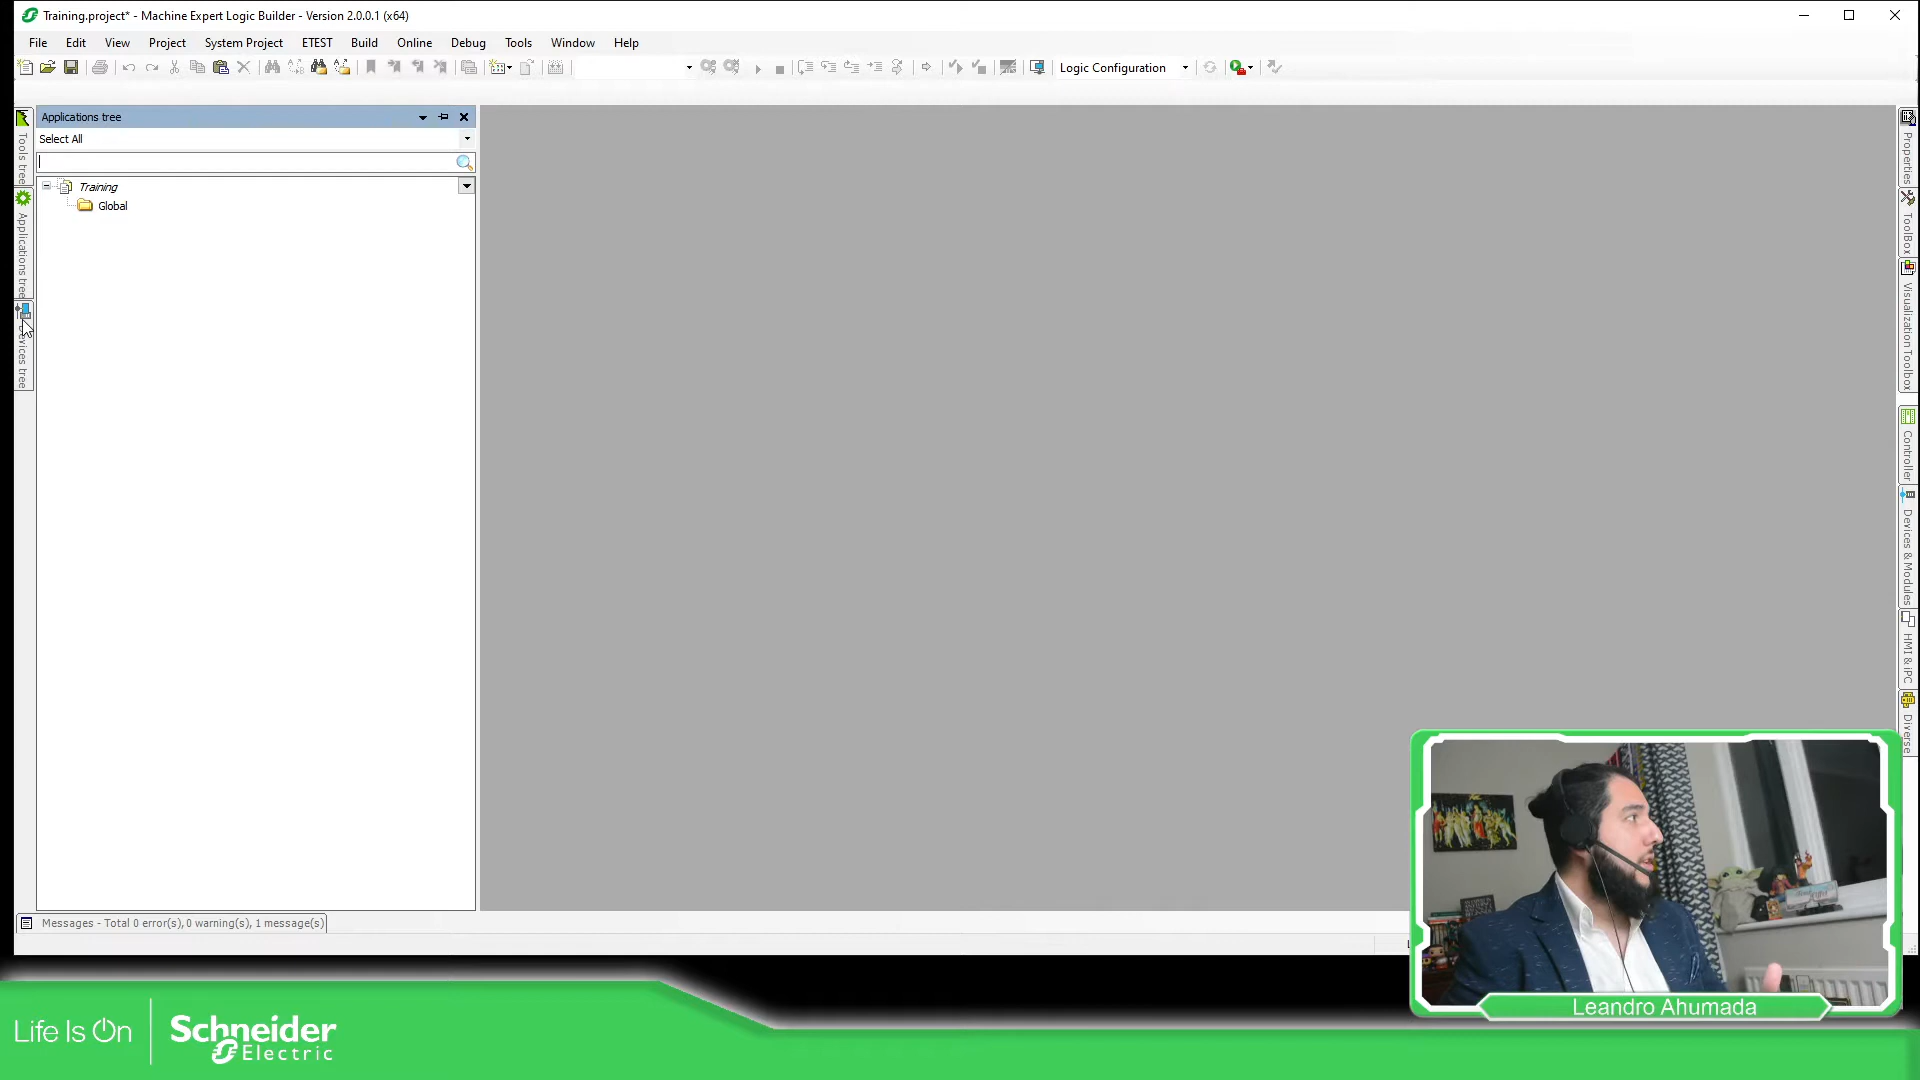 Training.project* - Machine Expert Logic Builder - Version 2.0.0.1 (x64)
File Edit View Project System Project ETEST Build Online Debug Tools Window Help
Logic Configuration
Applications tree
Select All
Training
Global
Tools tree
Applications tree
Devices tree
Properties
ToolBox
Visualization Toolbox
Controller
Devices & Modules
HMI & iPC
Diverse
Messages - Total 0 error(s), 0 warning(s), 1 message(s)
Leandro Ahumada
Life Is On
Schneider
Electric